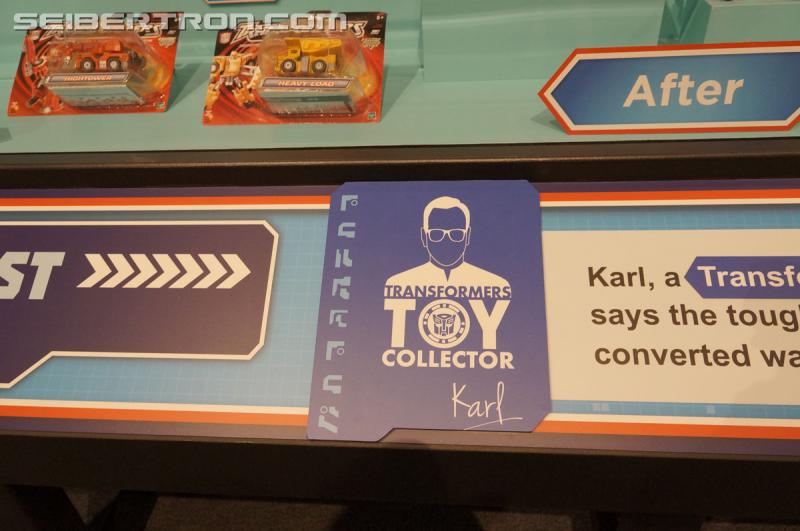 SEIBERTRON.COM
HIGHTOWER
HEAVY LOAD
After
ST
TRANSFORMERS
TOY
COLLECTOR
Karl
Karl, a Transfo
says the toug
converted wa